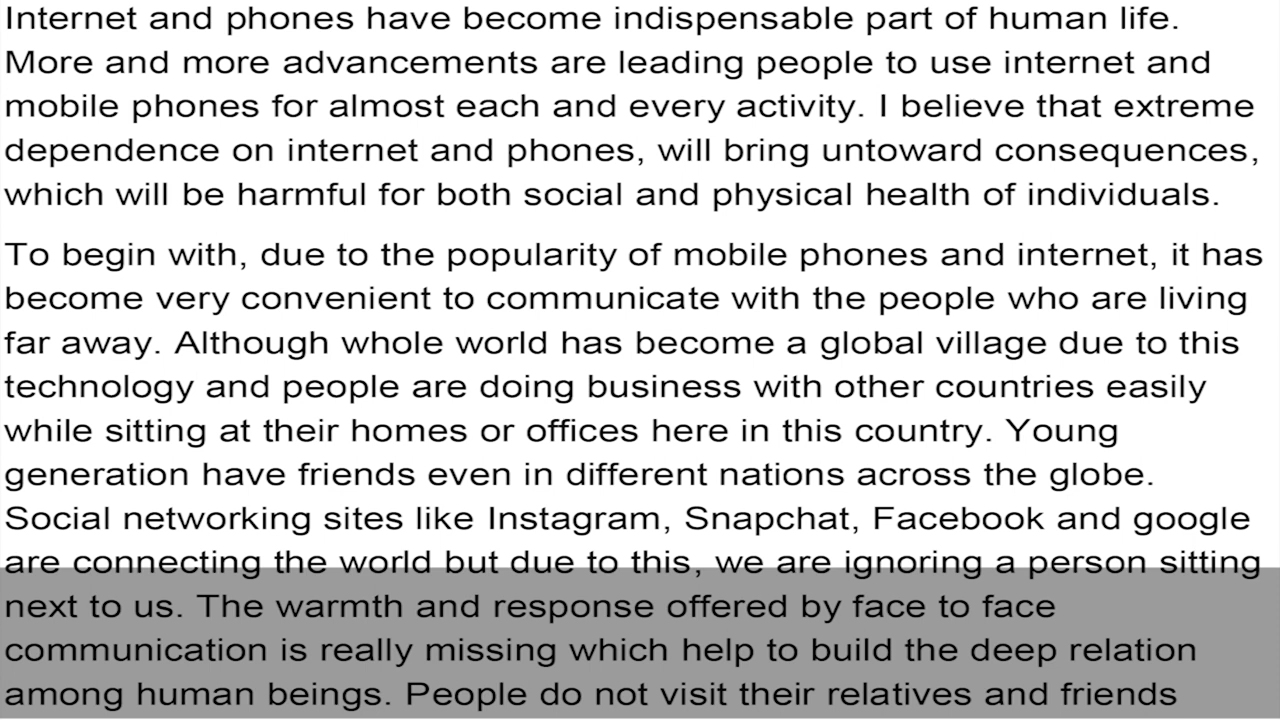 Internet and phones have become indispensable part of human life.
More and more advancements are leading people to use internet and
mobile phones for almost each and every activity. I believe that extreme
dependence on internet and phones, will bring untoward consequences,
which will be harmful for both social and physical health of individuals.
To begin with, due to the popularity of mobile phones and internet, it has
become very convenient to communicate with the people who are living
far away. Although whole world has become a global village due to this
technology and people are doing business with other countries easily
while sitting at their homes or offices here in this country. Young
generation have friends even in different nations across the globe.
Social networking sites like Instagram, Snapchat, Facebook and google
are connecting the world but due to this, we are ignoring a person sitting
next to us. The warmth and response offered by face to face
communication is really missing which help to build the deep relation
among human beings. People do not visit their relatives and friends